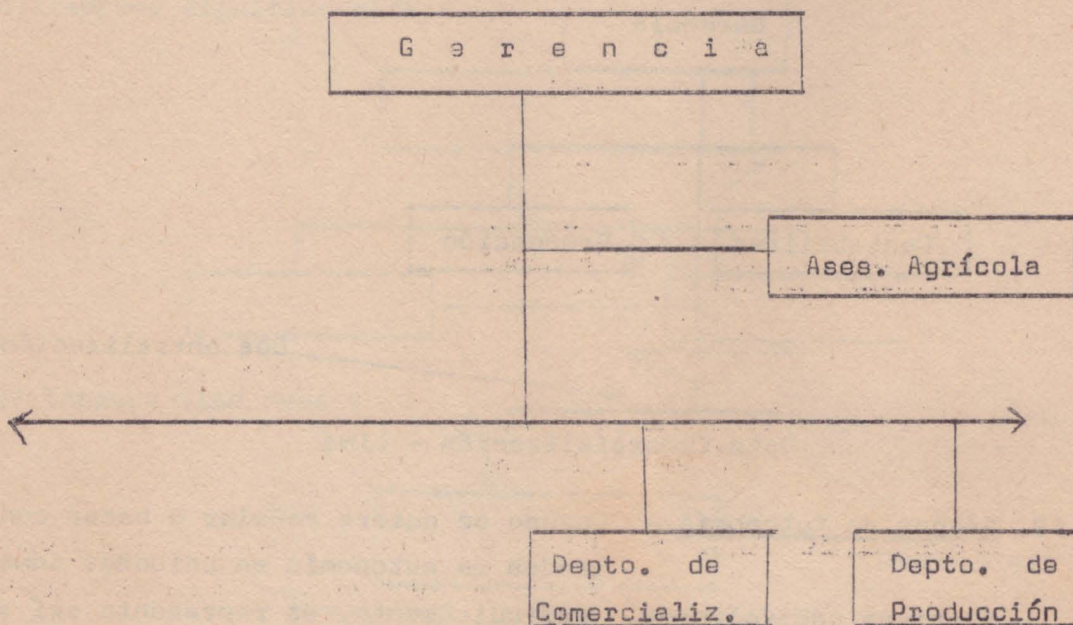 G e r e n c i a
Ases. Agrícola
Depto. de
Comercializ.
Depto. de
Producción